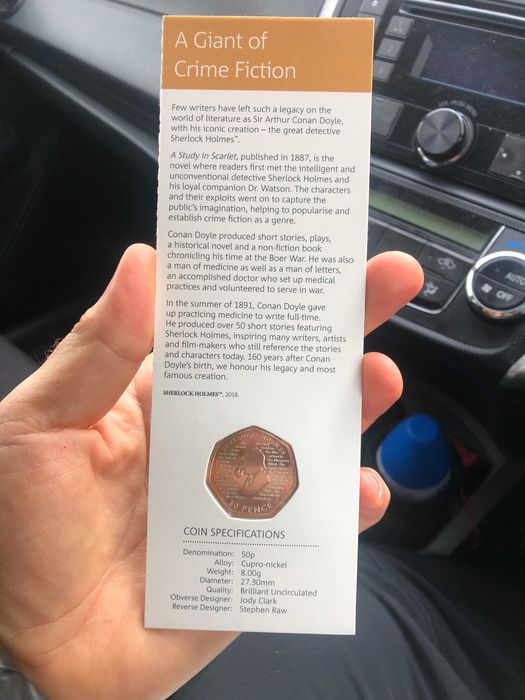 A Giant of
Crime Fiction
Few writers have left such a legacy on the
world of literature as Sir Arthur Conan Doyle,
with his iconic creation – the great detective
Sherlock Holmes™.
A Study in Scarlet, published in 1887, is the
novel where readers first met the intelligent and
unconventional detective Sherlock Holmes and
his loyal companion Dr. Watson. The characters
and their exploits went on to capture the
public's imagination, helping to popularise and
establish crime fiction as a genre.
Conan Doyle produced short stories, plays,
a historical novel and a non-fiction book
chronicling his time at the Boer War. He was also
a man of medicine as well as a man of letters,
an accomplished doctor who set up medical
practices and volunteered to serve in war.
In the summer of 1891, Conan Doyle gave
up practicing medicine to write full-time.
He produced over 50 short stories featuring
Sherlock Holmes, inspiring many writers, artists
and film-makers who still reference the stories
and characters today. 160 years after Conan
Doyle's birth, we honour his legacy and most
famous creation.
SHERLOCK HOLMES™, 2018.
50 PENCE
COIN SPECIFICATIONS
Denomination: 50p
Alloy: Cupro-nickel
Weight: 8.00g
Diameter: 27.30mm
Quality: Brilliant Uncirculated
Obverse Designer: Jody Clark
Reverse Designer: Stephen Raw
AUTO
OFF